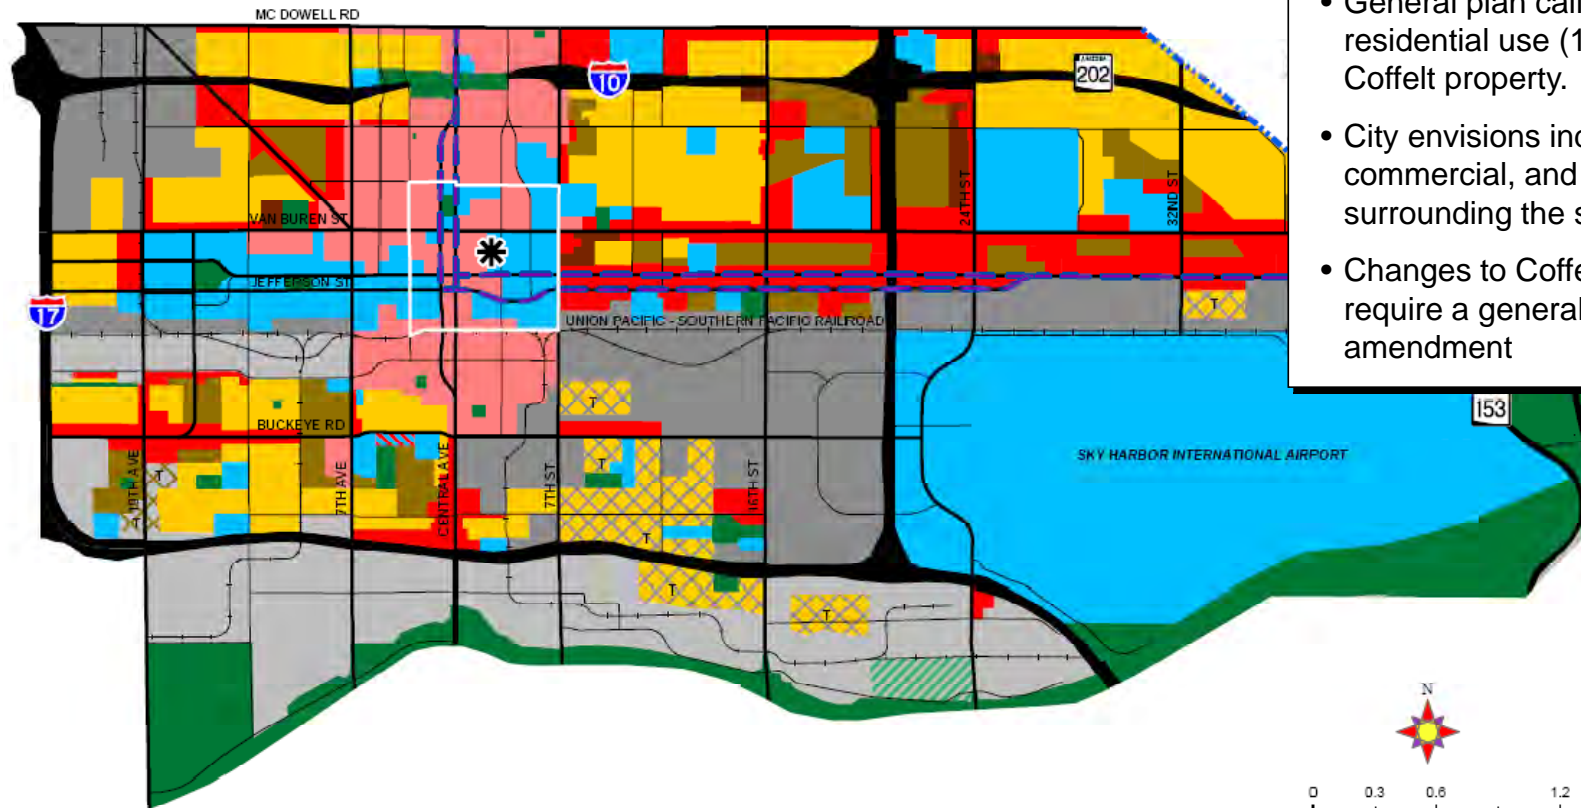 MC DOWELL RD
• General plan call
residential use (1
Coffelt property.
• City envisions inc
commercial, and
surrounding the s
• Changes to Coffe
require a general
amendment
10
ARIZONA
202
VAN BUREN ST
24TH ST
32ND ST
JEFFERSON ST
17
UNION PACIFIC - SOUTHERN PACIFIC RAILROAD
T
T
BUCKEYE RD
153
SKY HARBOR INTERNATIONAL AIRPORT
19TH AVE
7TH AVE
CENTRAL AVE
7TH ST
16TH ST
T
T
T
T
T
N
0 0.3 0.6 1.2